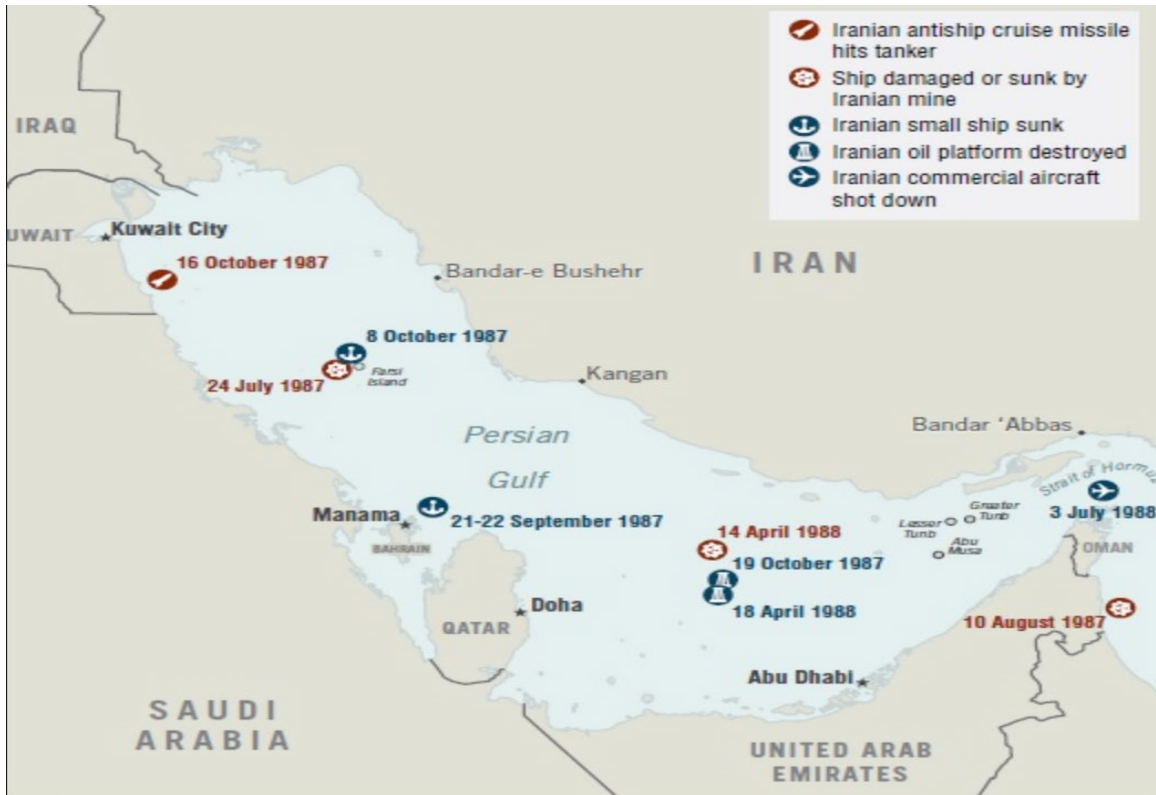 Iranian antiship cruise missile
hits tanker
Ship damaged or sunk by
Iranian mine
Iranian small ship sunk
Iranian oil platform destroyed
Iranian commercial aircraft
shot down
IRAQ
UWAIT
Kuwait City
16 October 1987
Bandar-e Bushehr
IRAN
8 October 1987
24 July 1987
Farsi
Island
Kangan
Persian
Gulf
Bandar ‘Abbas
Strait of Hormuz
Manama
BAHRAIN
21-22 September 1987
14 April 1988
19 October 1987
18 April 1988
Lesser
Tunb
Greater
Tunb
Abu
Musa
3 July 1988
OMAN
10 August 1987
Doha
QATAR
Abu Dhabi
SAUDI
ARABIA
UNITED ARAB
EMIRATES